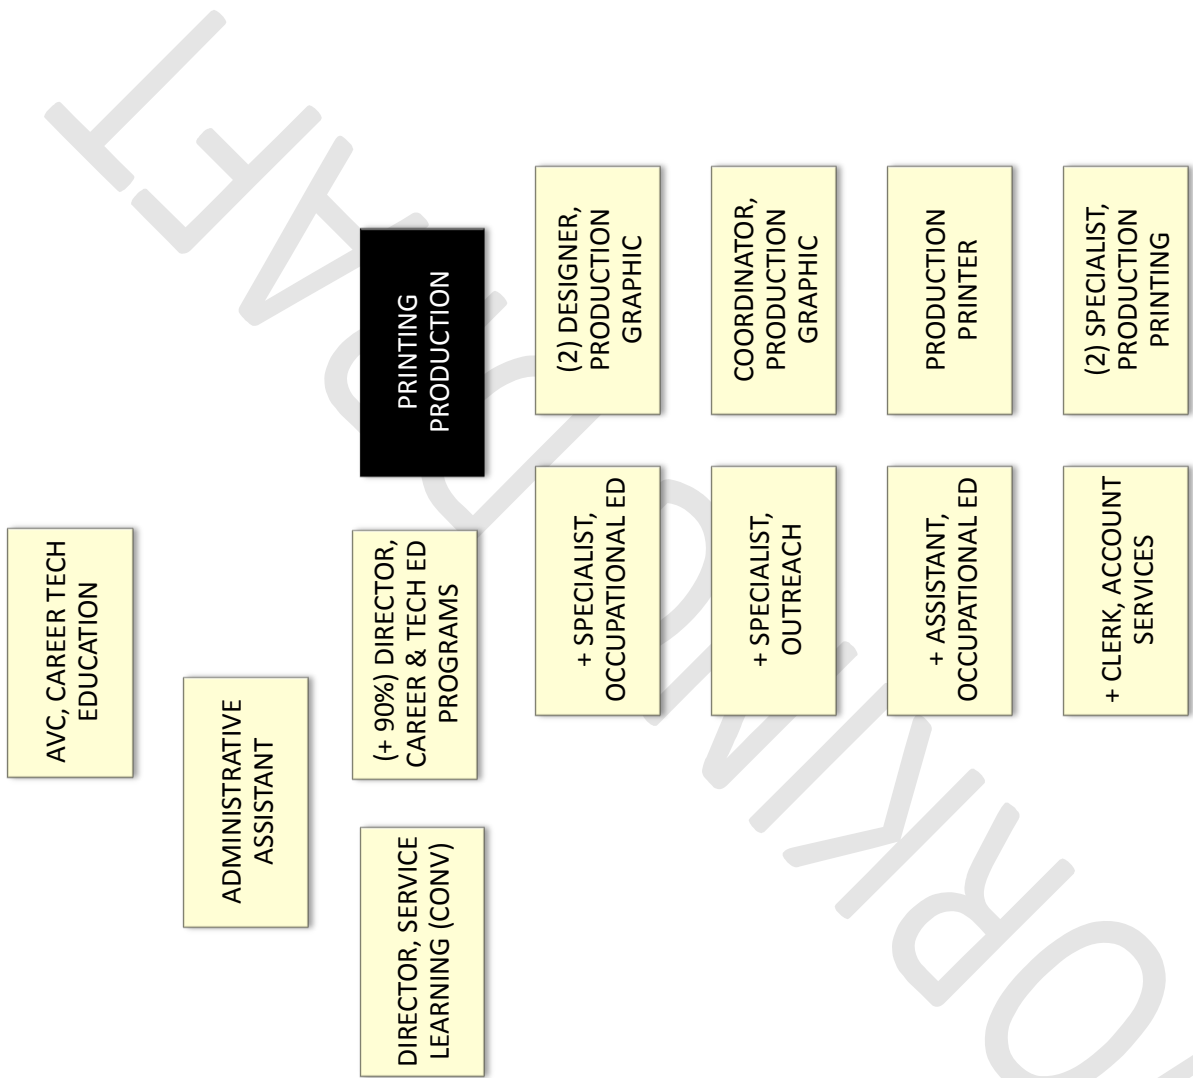 AVC, CAREER TECH
EDUCATION
ADMINISTRATIVE
ASSISTANT
DIRECTOR, SERVICE
LEARNING (CONV)
(+ 90%) DIRECTOR,
CAREER & TECH ED
PROGRAMS
PRINTING
PRODUCTION
+ SPECIALIST,
OCCUPATIONAL ED
(2) DESIGNER,
PRODUCTION
GRAPHIC
+ SPECIALIST,
OUTREACH
COORDINATOR,
PRODUCTION
GRAPHIC
+ ASSISTANT,
OCCUPATIONAL ED
PRODUCTION
PRINTER
+ CLERK, ACCOUNT
SERVICES
(2) SPECIALIST,
PRODUCTION
PRINTING
ORKING DRAFT